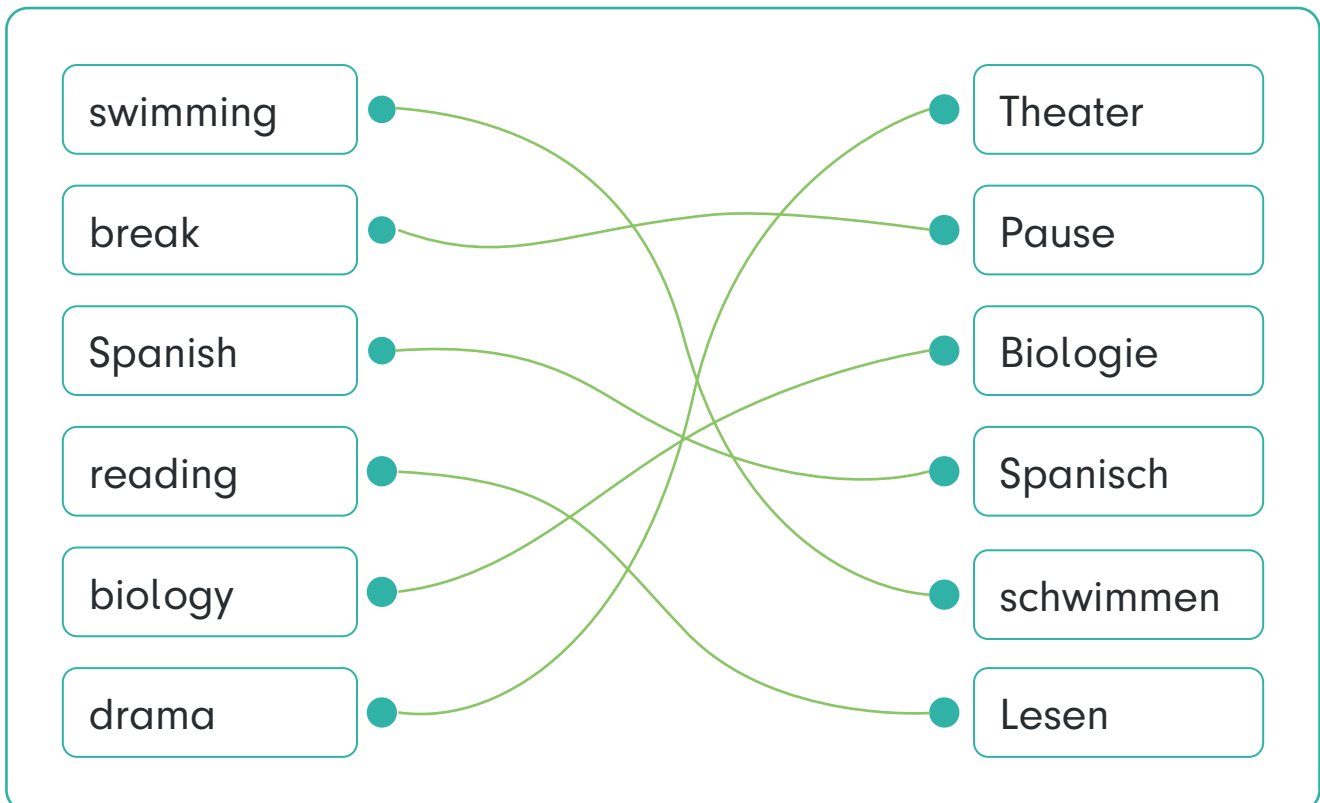 swimming
break
Spanish
reading
biology
drama
Theater
Pause
Biologie
Spanisch
schwimmen
Lesen